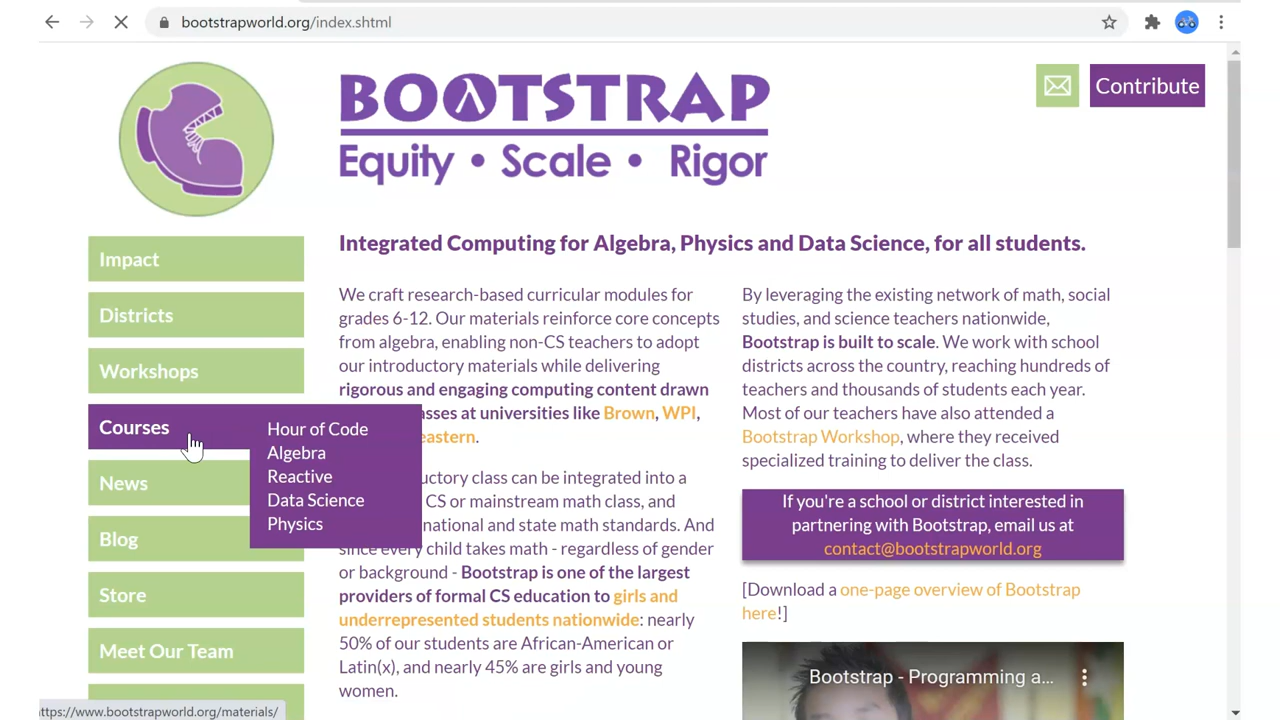 bootstrapworld.org/index.shtml
BOOTSTRAP
Equity • Scale • Rigor
Contribute
Impact
Districts
Workshops
Courses
News
Blog
Store
Meet Our Team
Hour of Code
Algebra
Reactive
Data Science
Physics
Integrated Computing for Algebra, Physics and Data Science, for all students.
We craft research-based curricular modules for
grades 6-12. Our materials reinforce core concepts
from algebra, enabling non-CS teachers to adopt
our introductory materials while delivering
rigorous and engaging computing content drawn
asses at universities like Brown, WPI,
eastern.
uctory class can be integrated into a
CS or mainstream math class, and
national and state math standards. And
since every child takes math - regardless of gender
or background - Bootstrap is one of the largest
providers of formal CS education to girls and
underrepresented students nationwide: nearly
50% of our students are African-American or
Latin(x), and nearly 45% are girls and young
women.
By leveraging the existing network of math, social
studies, and science teachers nationwide,
Bootstrap is built to scale. We work with school
districts across the country, reaching hundreds of
teachers and thousands of students each year.
Most of our teachers have also attended a
Bootstrap Workshop, where they received
specialized training to deliver the class.
If you're a school or district interested in
partnering with Bootstrap, email us at
contact@bootstrapworld.org
[Download a one-page overview of Bootstrap
here!]
Bootstrap - Programming a...
ttps://www.bootstrapworld.org/materials/